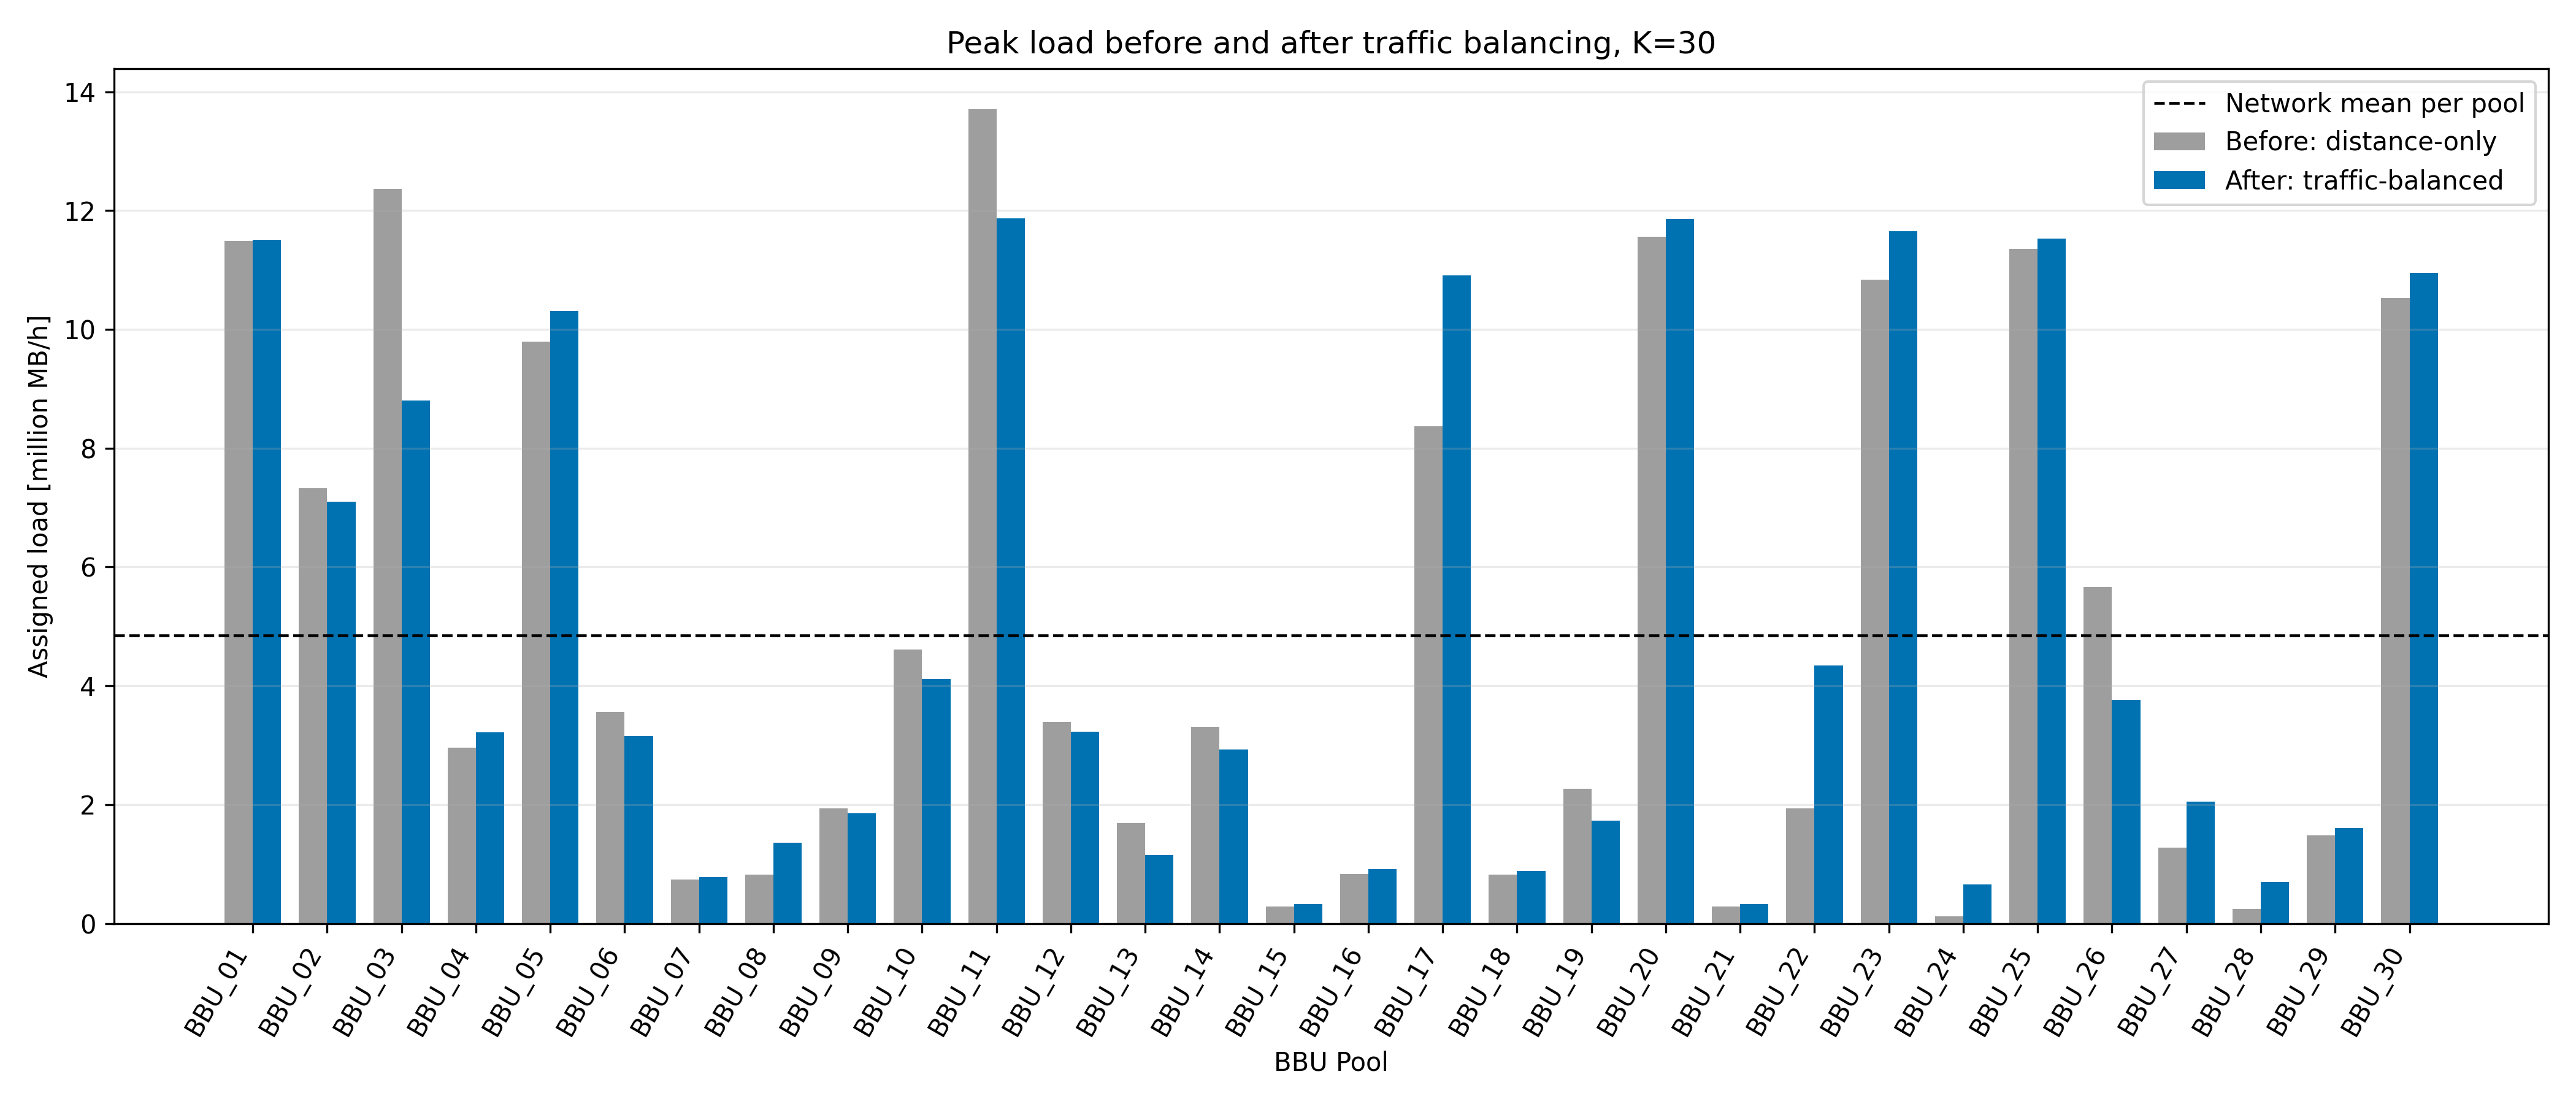 Peak load before and after traffic balancing, K=30
Network mean per pool
Before: distance-only
After: traffic-balanced
14
12
10
8
6
4
2
0
Assigned load [million MB/h]
BBU_01
BBU_02
BBU_03
BBU_04
BBU_05
BBU_06
BBU_07
BBU_08
BBU_09
BBU_10
BBU_11
BBU_12
BBU_13
BBU_14
BBU_15
BBU_16
BBU_17
BBU_18
BBU_19
BBU_20
BBU_21
BBU_22
BBU_23
BBU_24
BBU_25
BBU_26
BBU_27
BBU_28
BBU_29
BBU_30
BBU Pool